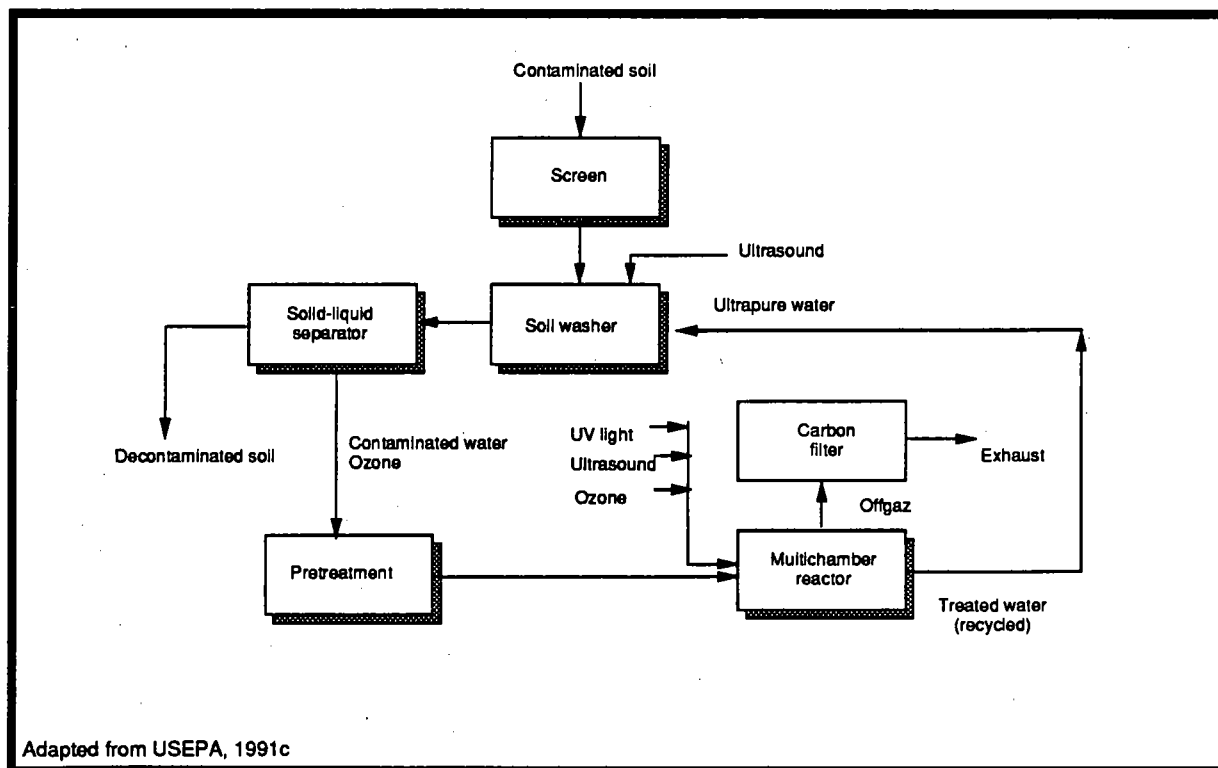 Contaminated soil
Screen
Ultrasound
Ultrapure water
Solid-liquid
separator
Soil washer
Decontaminated soil
Contaminated water
Ozone
UV light
Ultrasound
Ozone
Carbon
filter
Exhaust
Offgaz
Pretreatment
Multichamber
reactor
Treated water
(recycled)
Adapted from USEPA, 1991c